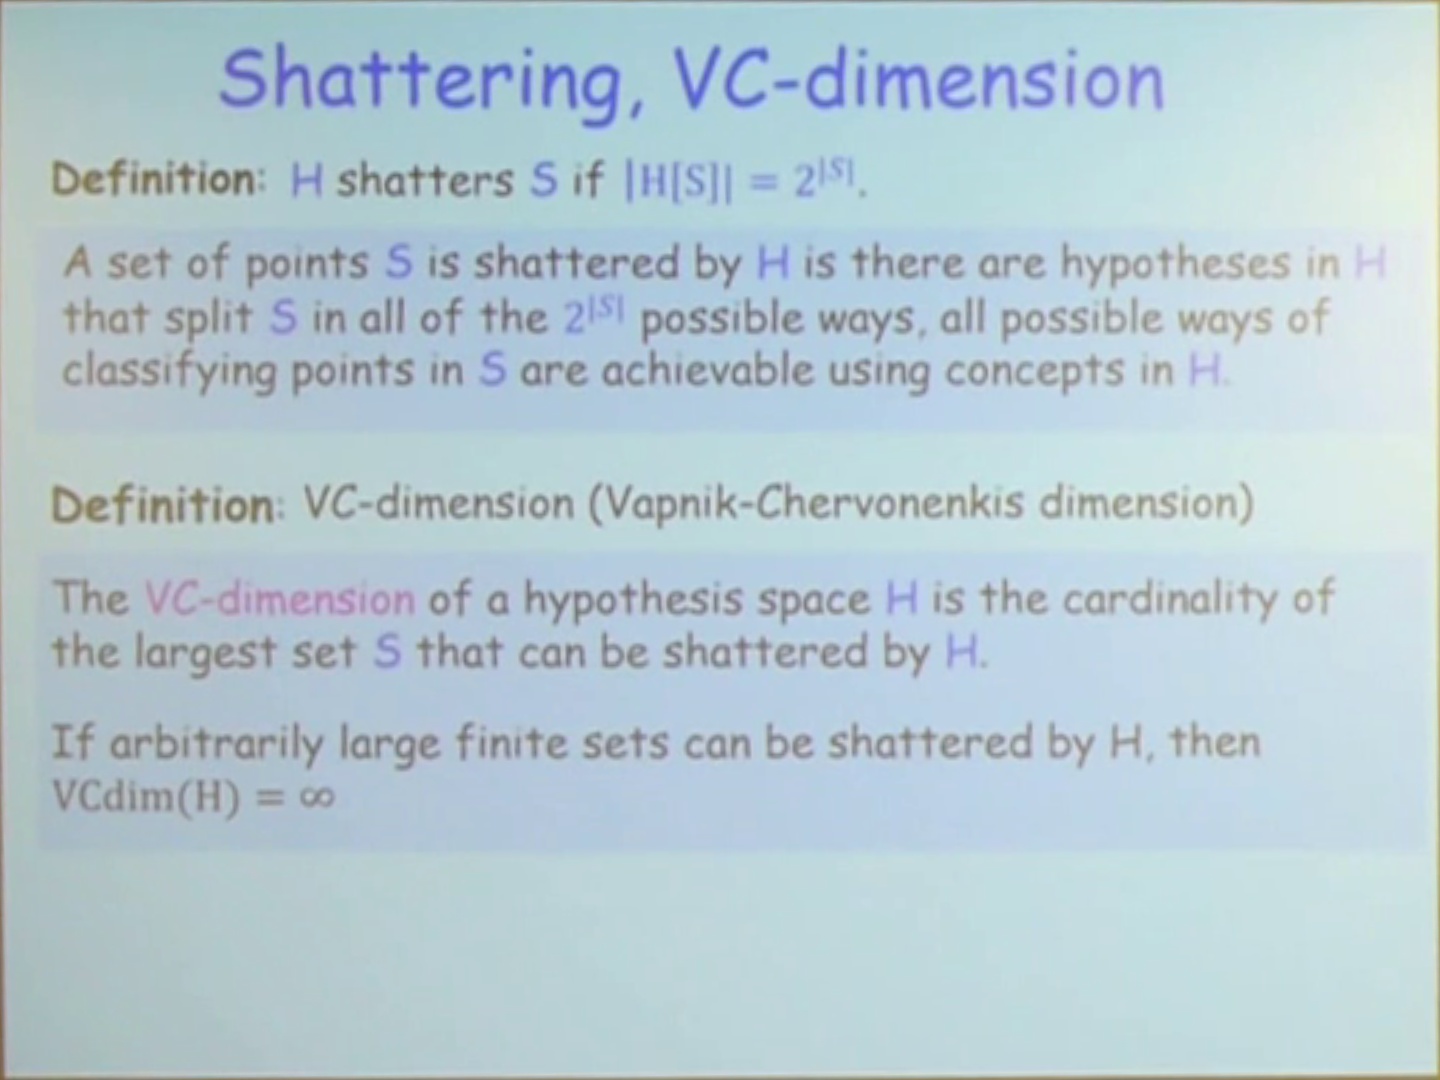 Shattering, VC-dimension
Definition: H shatters S if |H[S]| = 2^|S|.
A set of points S is shattered by H is there are hypotheses in H
that split S in all of the 2^|S| possible ways, all possible ways of
classifying points in S are achievable using concepts in H.
Definition: VC-dimension (Vapnik-Chervonenkis dimension)
The VC-dimension of a hypothesis space H is the cardinality of
the largest set S that can be shattered by H.
If arbitrarily large finite sets can be shattered by H, then
VCdim(H) = ∞